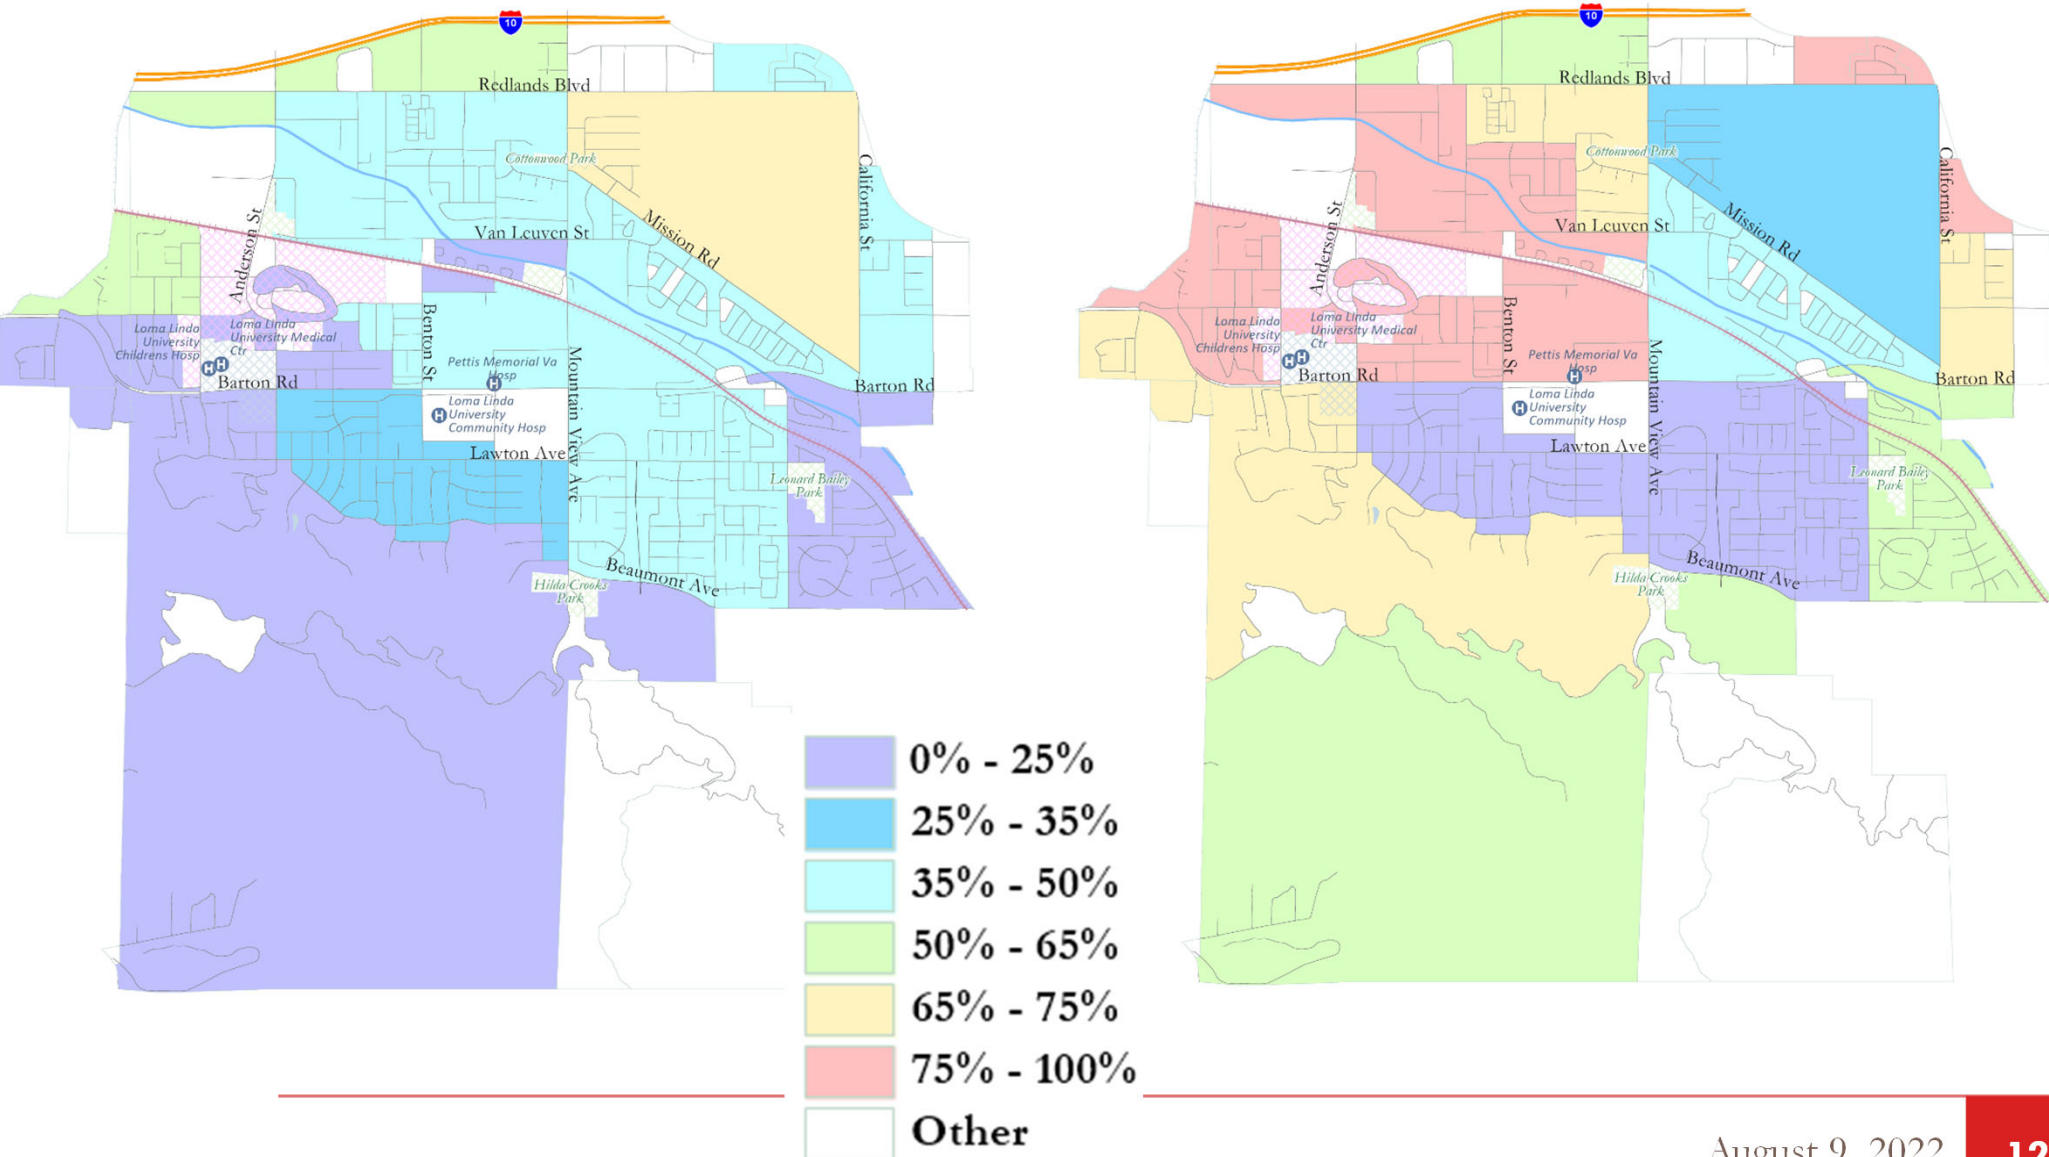 10
Redlands Blvd
Cottonwood Park
California St
Van Leuven St
Mission Rd
Anderson St
Loma Linda
University
Childrens Hosp
Loma Linda
University Medical
Ctr
Benton St
Pettis Memorial Va
Hosp
H H
H
Barton Rd
Barton Rd
Mountain View Ave
H
Loma Linda
University
Community Hosp
Lawton Ave
Leonard Bailey
Park
Beaumont Ave
Hilda Crooks
Park
10
Redlands Blvd
Cottonwood Park
California St
Van Leuven St
Mission Rd
Anderson St
Loma Linda
University
Childrens Hosp
Loma Linda
University Medical
Ctr
Benton St
Pettis Memorial Va
Hosp
H H
H
Barton Rd
Barton Rd
Mountain View Ave
H
Loma Linda
University
Community Hosp
Lawton Ave
Leonard Bailey
Park
Beaumont Ave
Hilda Crooks
Park
0% - 25%
25% - 35%
35% - 50%
50% - 65%
65% - 75%
75% - 100%
Other
August 9, 2022
12